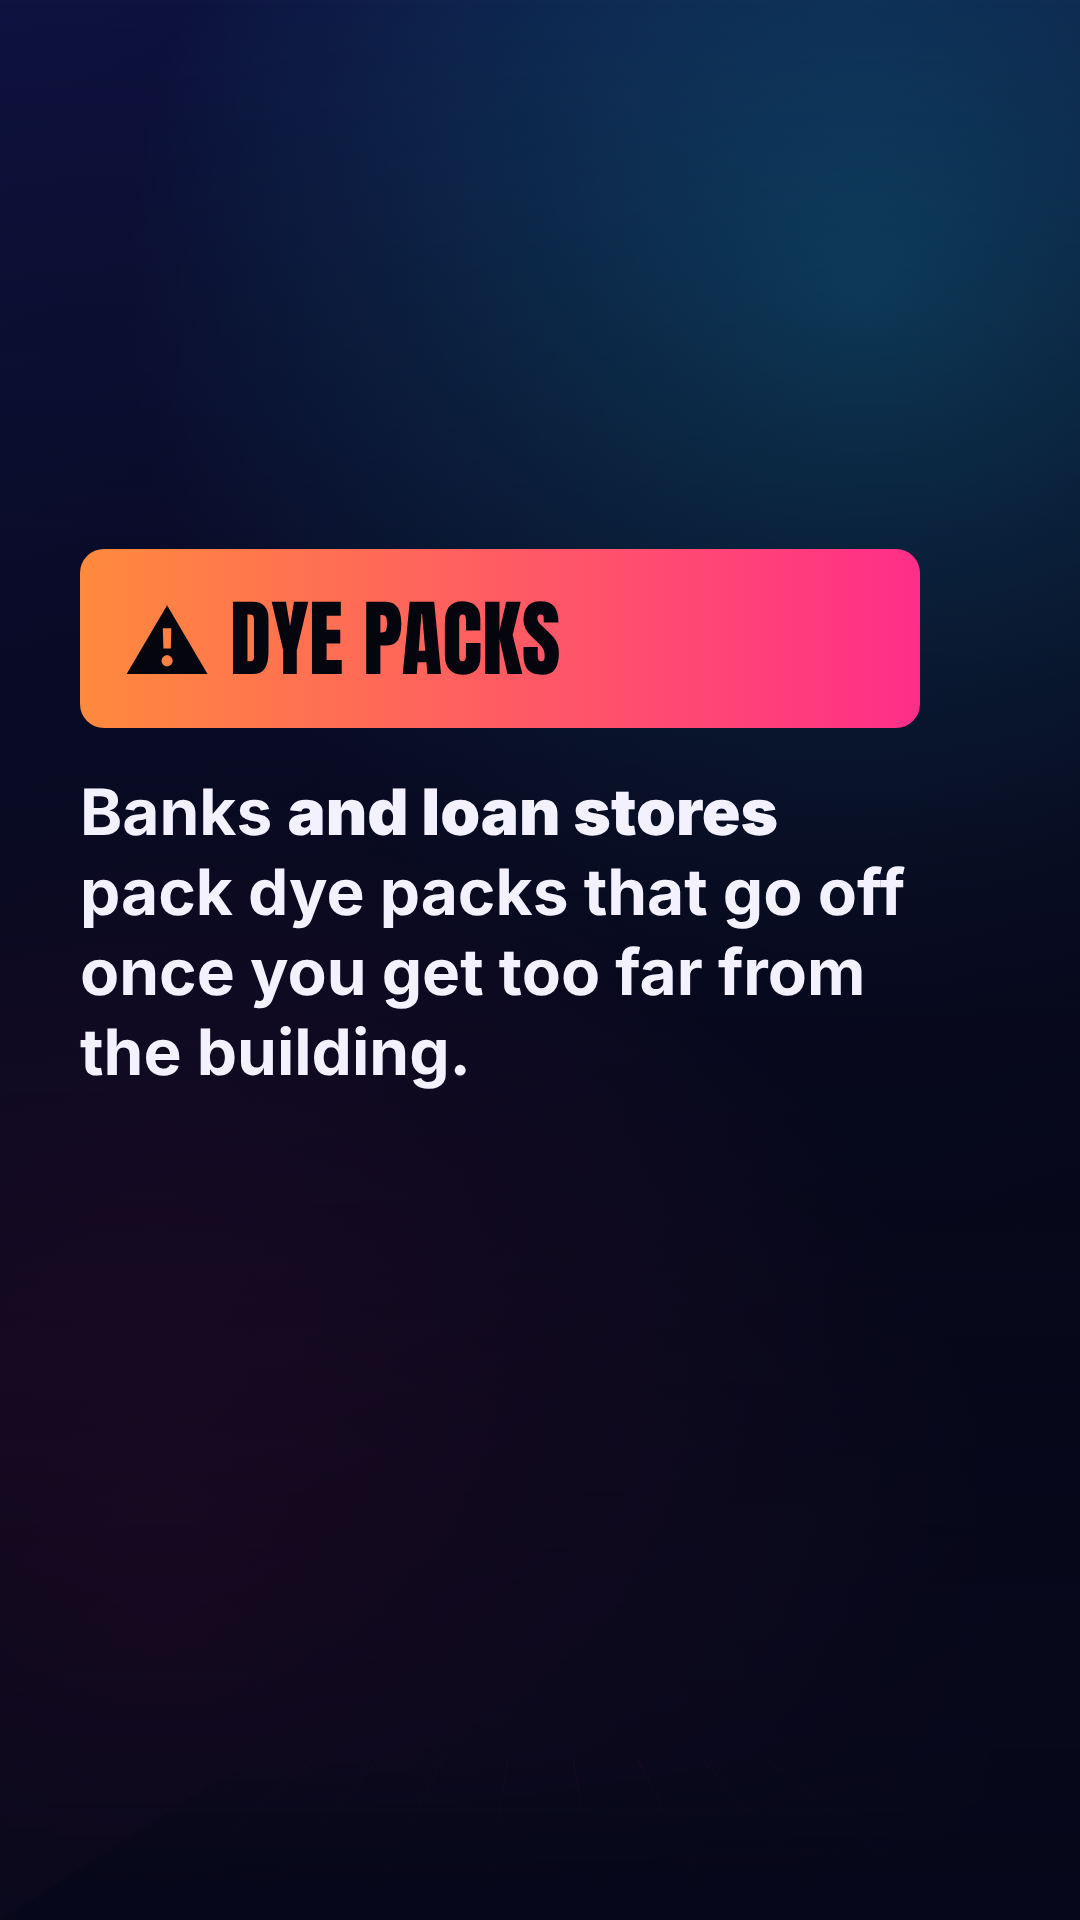 ⚠ DYE PACKS
Banks and loan stores
pack dye packs that go off
once you get too far from
the building.